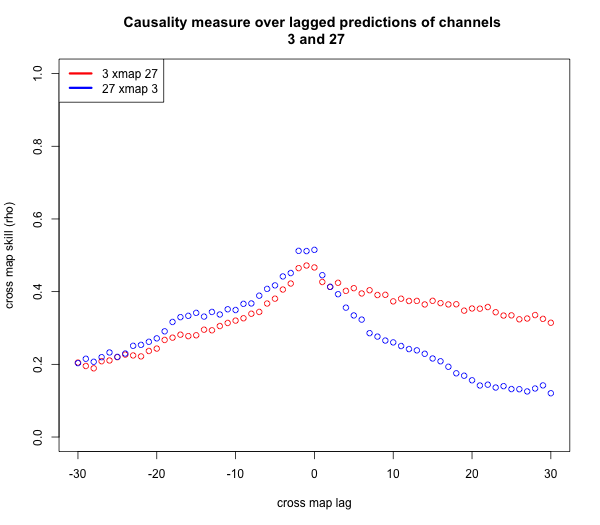 Causality measure over lagged predictions of channels
3 and 27
3 xmap 27
27 xmap 3
cross map skill (rho)
1.0
0.8
0.6
0.4
0.2
0.0
-30 -20 -10 0 10 20 30
cross map lag